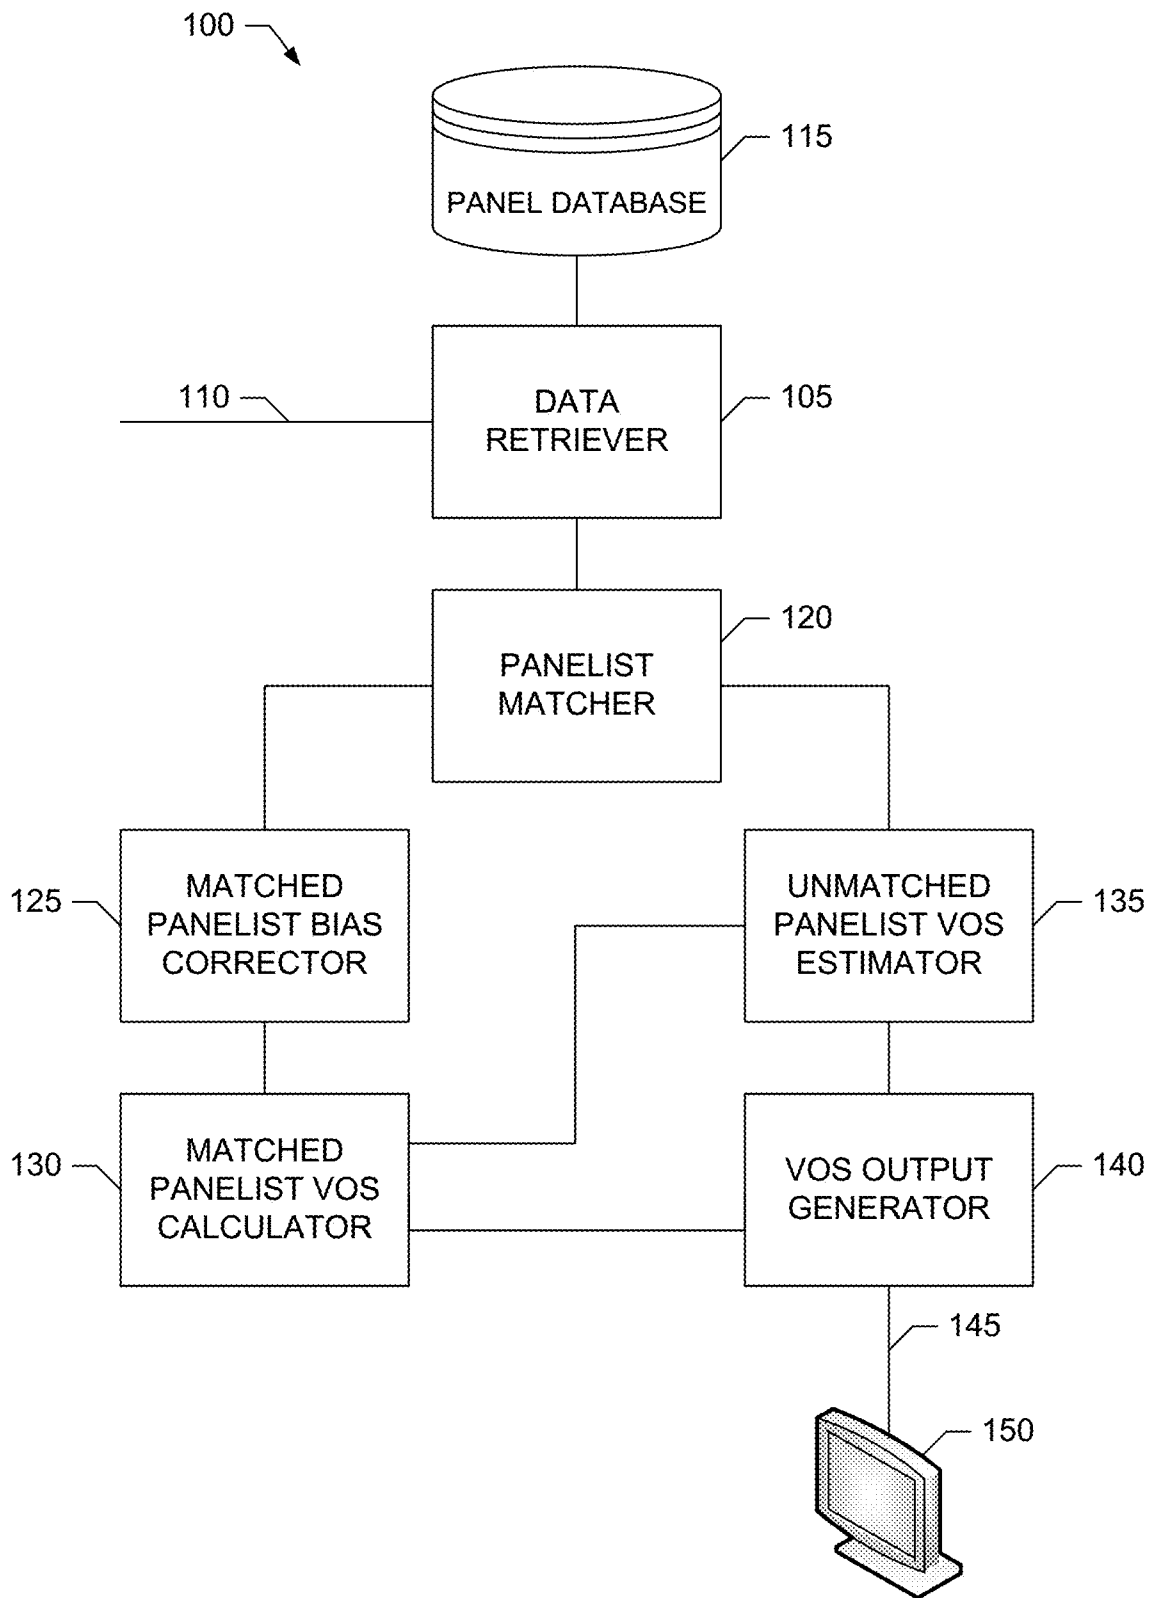 100
115
PANEL DATABASE
110
DATA
RETRIEVER
105
120
PANELIST
MATCHER
125
MATCHED
PANELIST BIAS
CORRECTOR
UNMATCHED
PANELIST VOS
ESTIMATOR
135
130
MATCHED
PANELIST VOS
CALCULATOR
VOS OUTPUT
GENERATOR
140
145
150